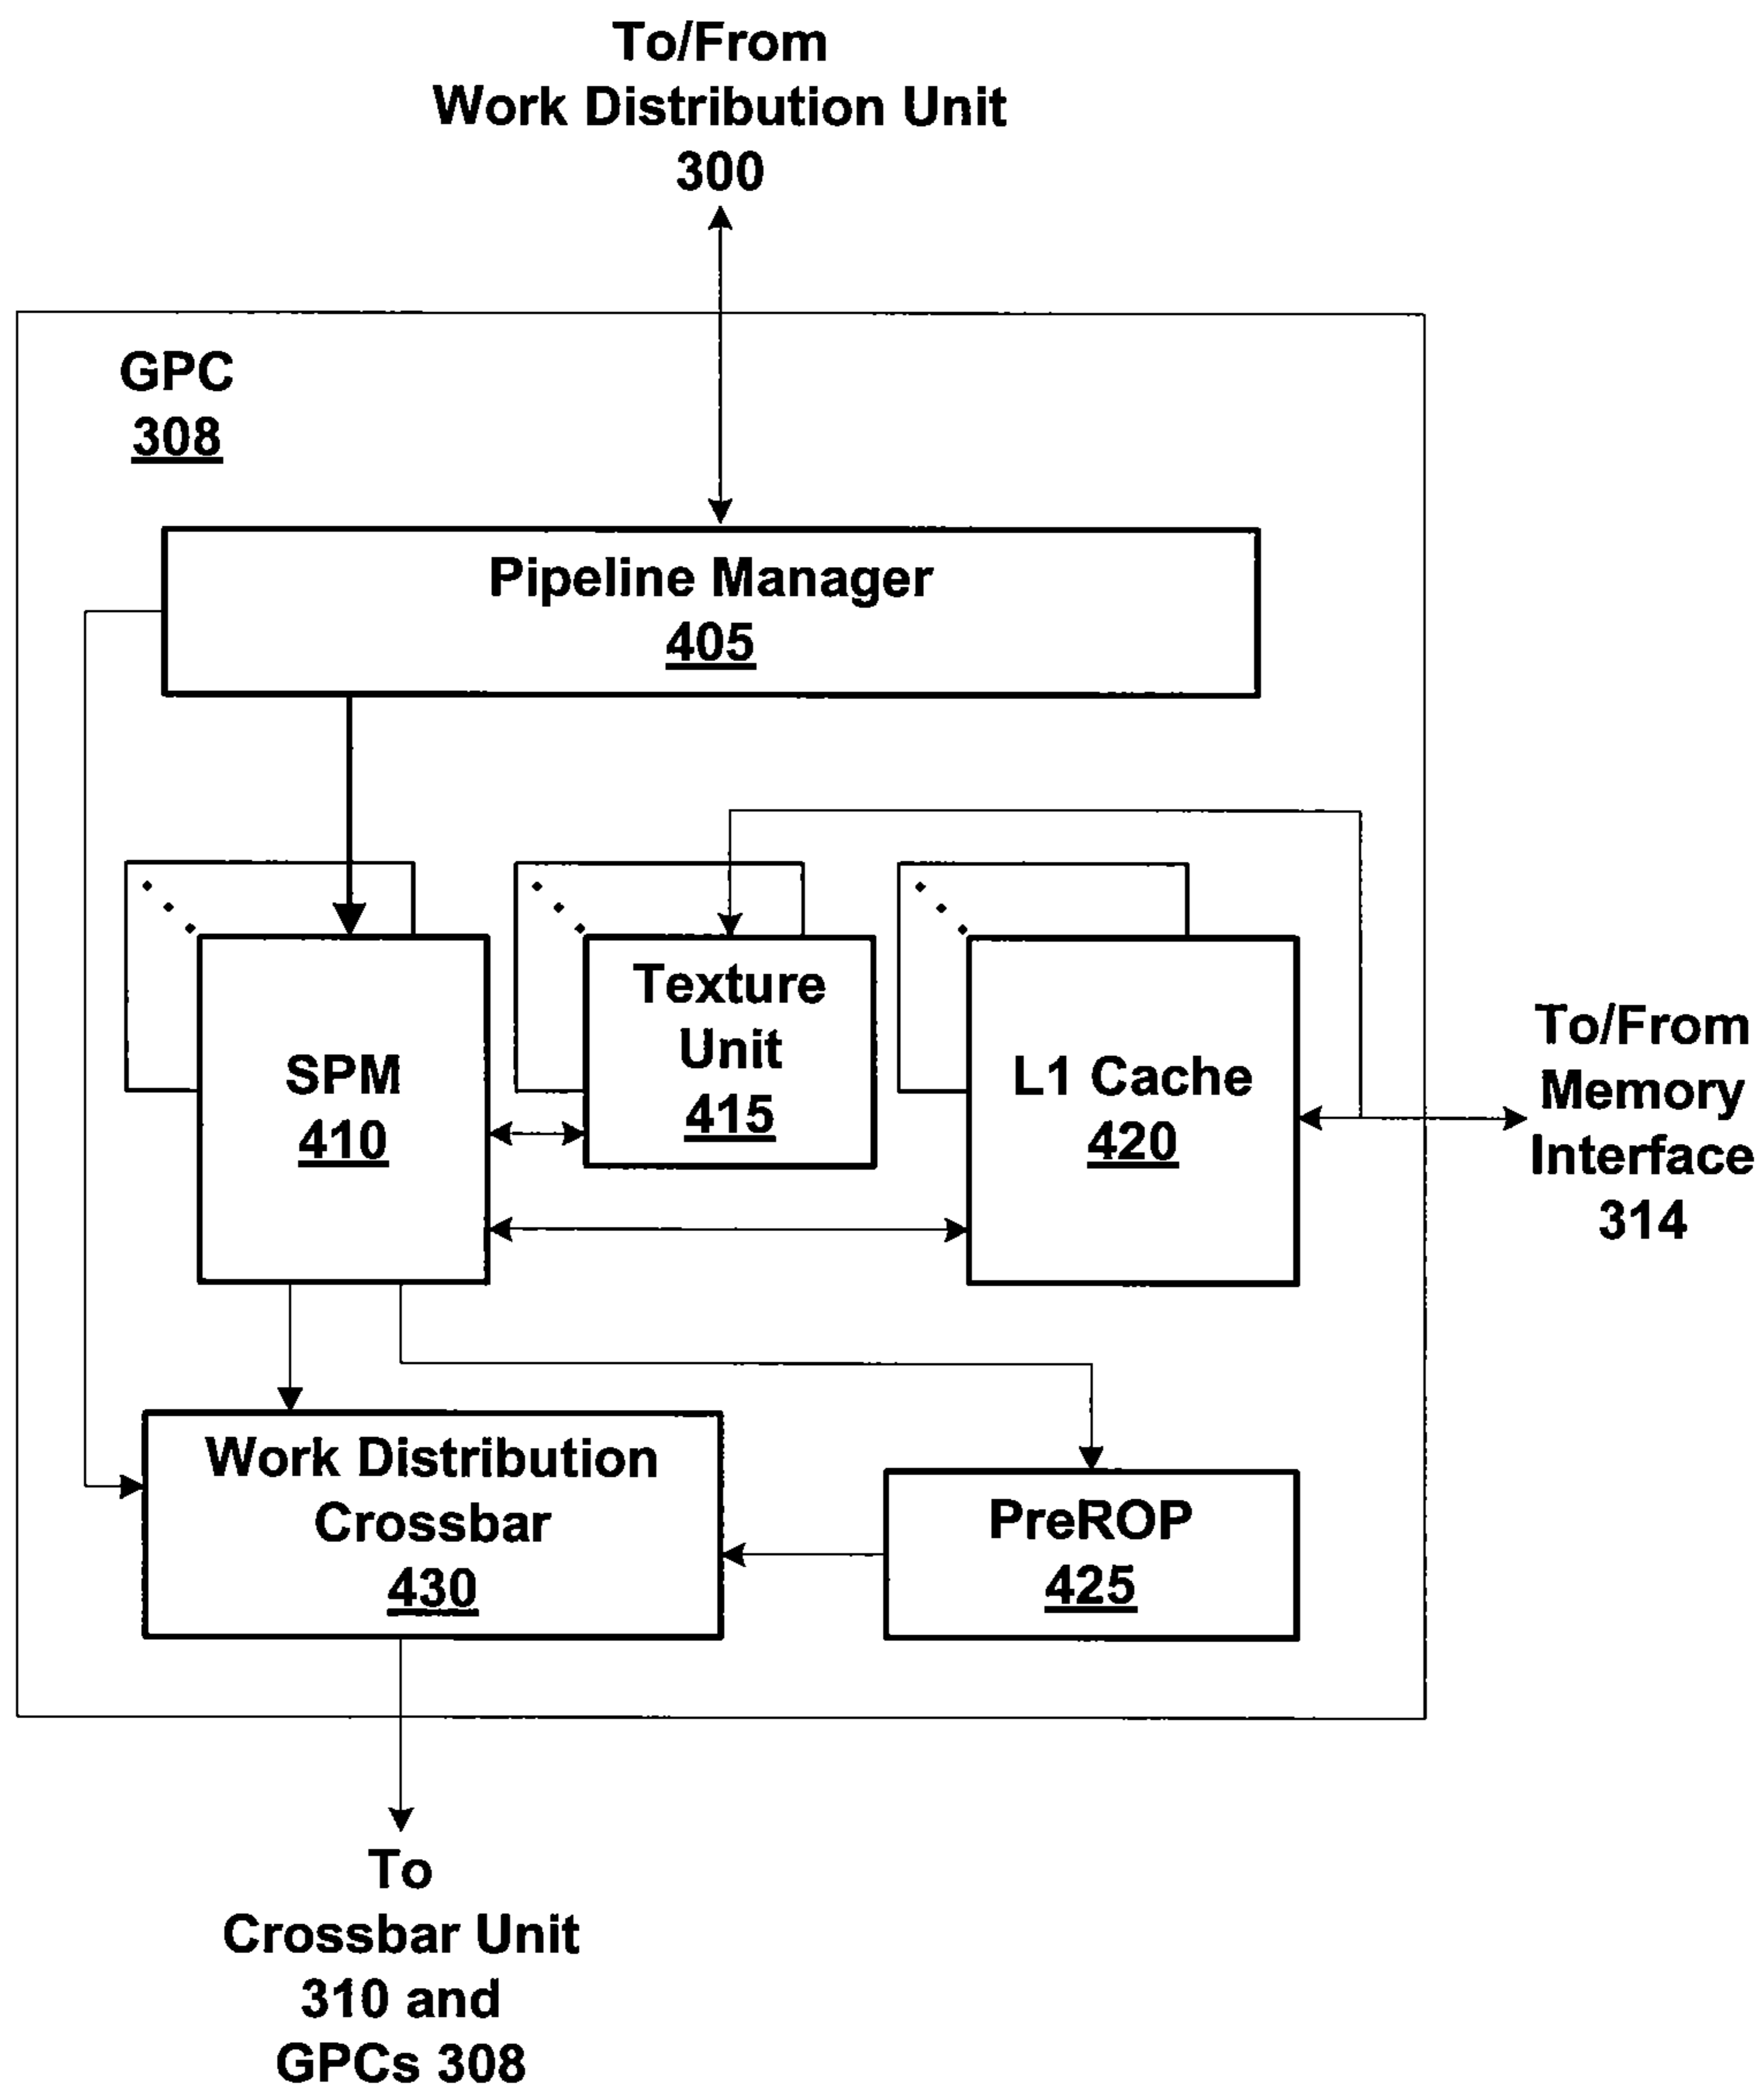 To/From
Work Distribution Unit
300
GPC
308
Pipeline Manager
405
SPM
410
Texture
Unit
415
L1 Cache
420
To/From
Memory
Interface
314
Work Distribution
Crossbar
430
PreROP
425
To
Crossbar Unit
310 and
GPCs 308